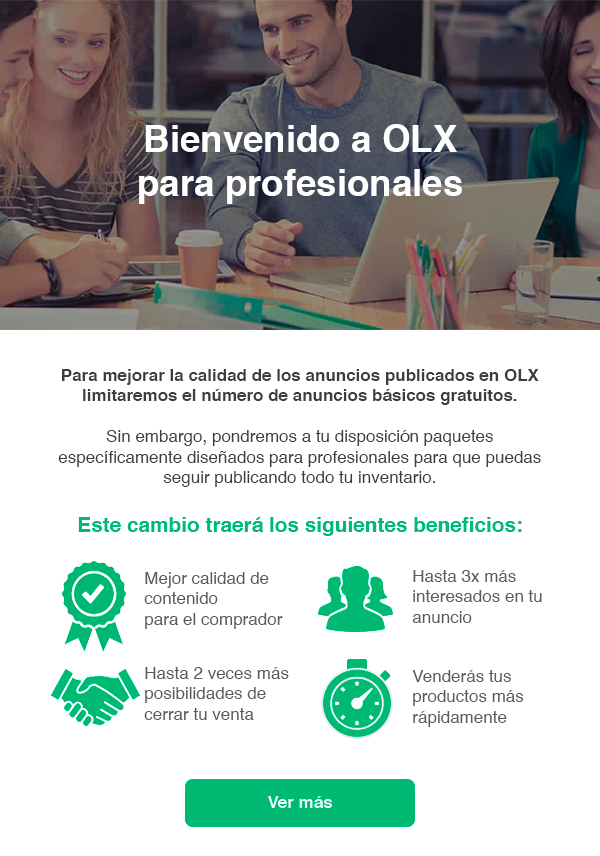 Bienvenido a OLX
para profesionales
Para mejorar la calidad de los anuncios publicados en OLX
limitaremos el número de anuncios básicos gratuitos.
Sin embargo, pondremos a tu disposición paquetes
específicamente diseñados para profesionales para que puedas
seguir publicando todo tu inventario.
Este cambio traerá los siguientes beneficios:
Mejor calidad de
contenido
para el comprador
Hasta 3x más
interesados en tu
anuncio
Hasta 2 veces más
posibilidades de
cerrar tu venta
Venderás tus
productos más
rápidamente
Ver más